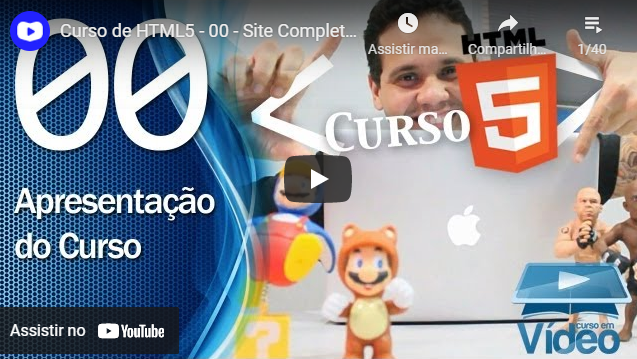 Curso de HTML5 - 00 - Site Complet...
Assistir ma...
Compartilh...
1/40
00
HTML
5
< CURSO >
Apresentação
do Curso
?
Assistir no YouTube
curso em
Vídeo